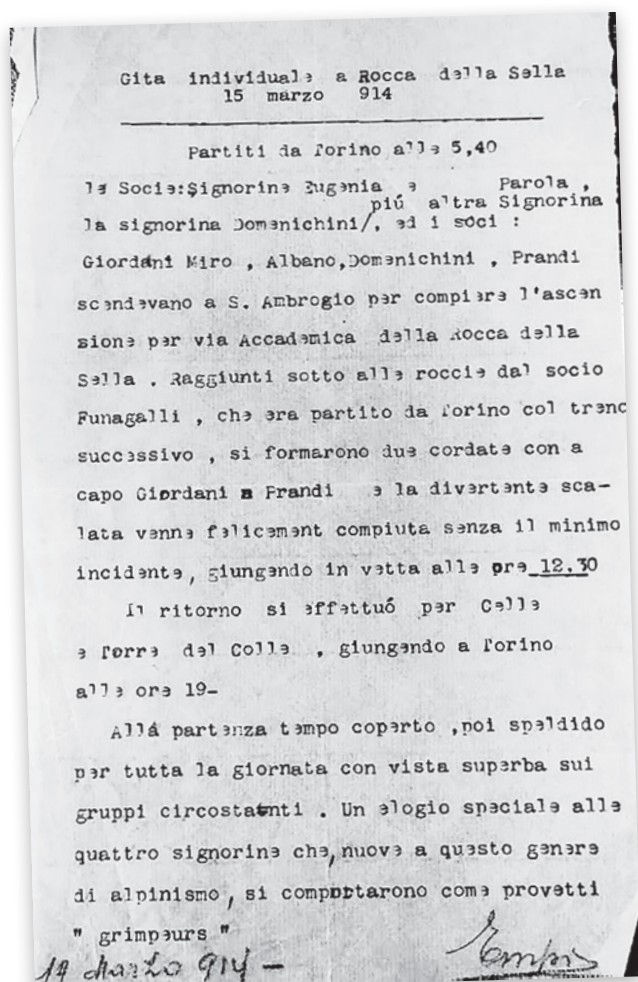 Gita individuale a Rocca della Sella
15 marzo 914
Partiti da Torino alle 5,40
le Socie:Signorine Eugenia e Parola ,
più altra Signorina
la signorina Domenichini/, ed i soci :
Giordani Miro , Albano,Domenichini , Prandi
scendevano a S. Ambrogio per compiere l'ascen
sione per via Accademica della Rocca della
Sella . Raggiunti sotto alle roccie dal socio
Funagalli , che era partito da Torino col trenc
successivo , si formarono due cordate con a
capo Giordani e Prandi e la divertente sca-
lata venne felicement compiuta senza il minimo
incidente, giungendo in vetta alle ore 12.30
Il ritorno si effettuó per Celle
e Torre del Colle , giungendo a Torino
alle ore 19-
Allá partenza tempo coperto ,poi speldido
per tutta la giornata con vista superba sui
gruppi circostanti . Un elogio speciale alle
quattro signorine che,nuove a questo genere
di alpinismo, si comportarono come provetti
" grimpeurs "
Marzo 914 -